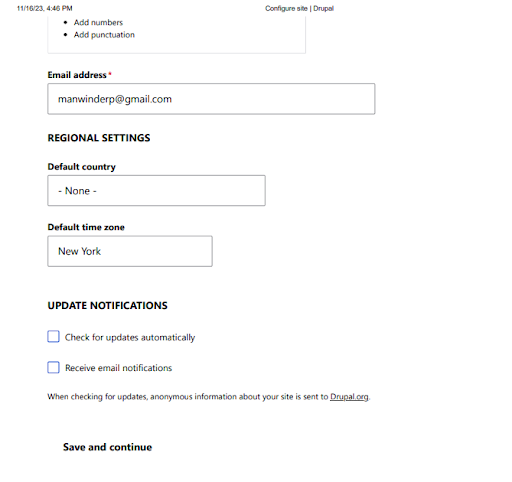 11/16/23, 4:46 PM
Configure site | Drupal
Add numbers
Add punctuation
Email address*
manwinderp@gmail.com
REGIONAL SETTINGS
Default country
- None -
Default time zone
New York
UPDATE NOTIFICATIONS
Check for updates automatically
Receive email notifications
When checking for updates, anonymous information about your site is sent to Drupal.org.
Save and continue